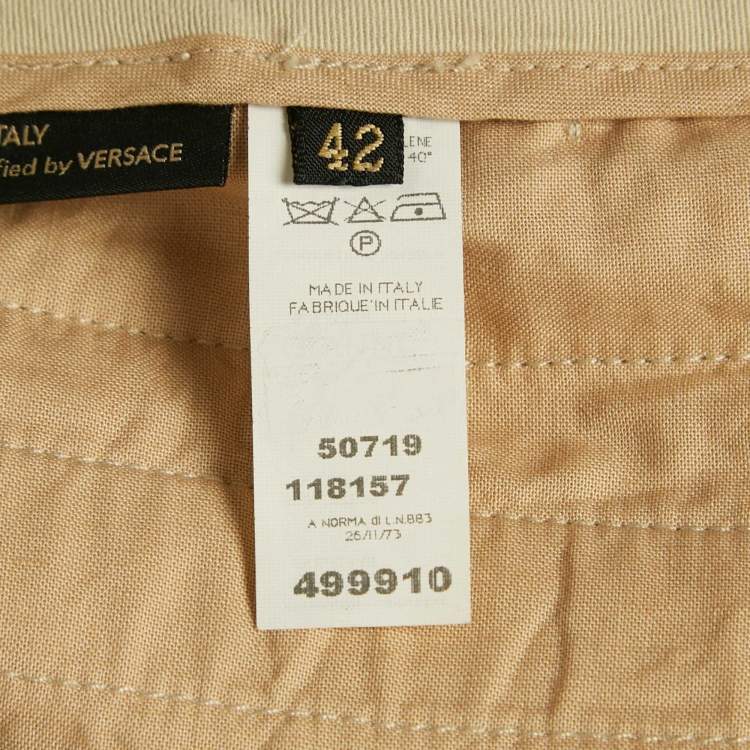 TALY
fied by VERSACE
42
LENE
40°
P
MADE IN ITALY
FABRIQUE'IN ITALIE
50719
118157
A NORMA di L.N.883
26/11/73
499910